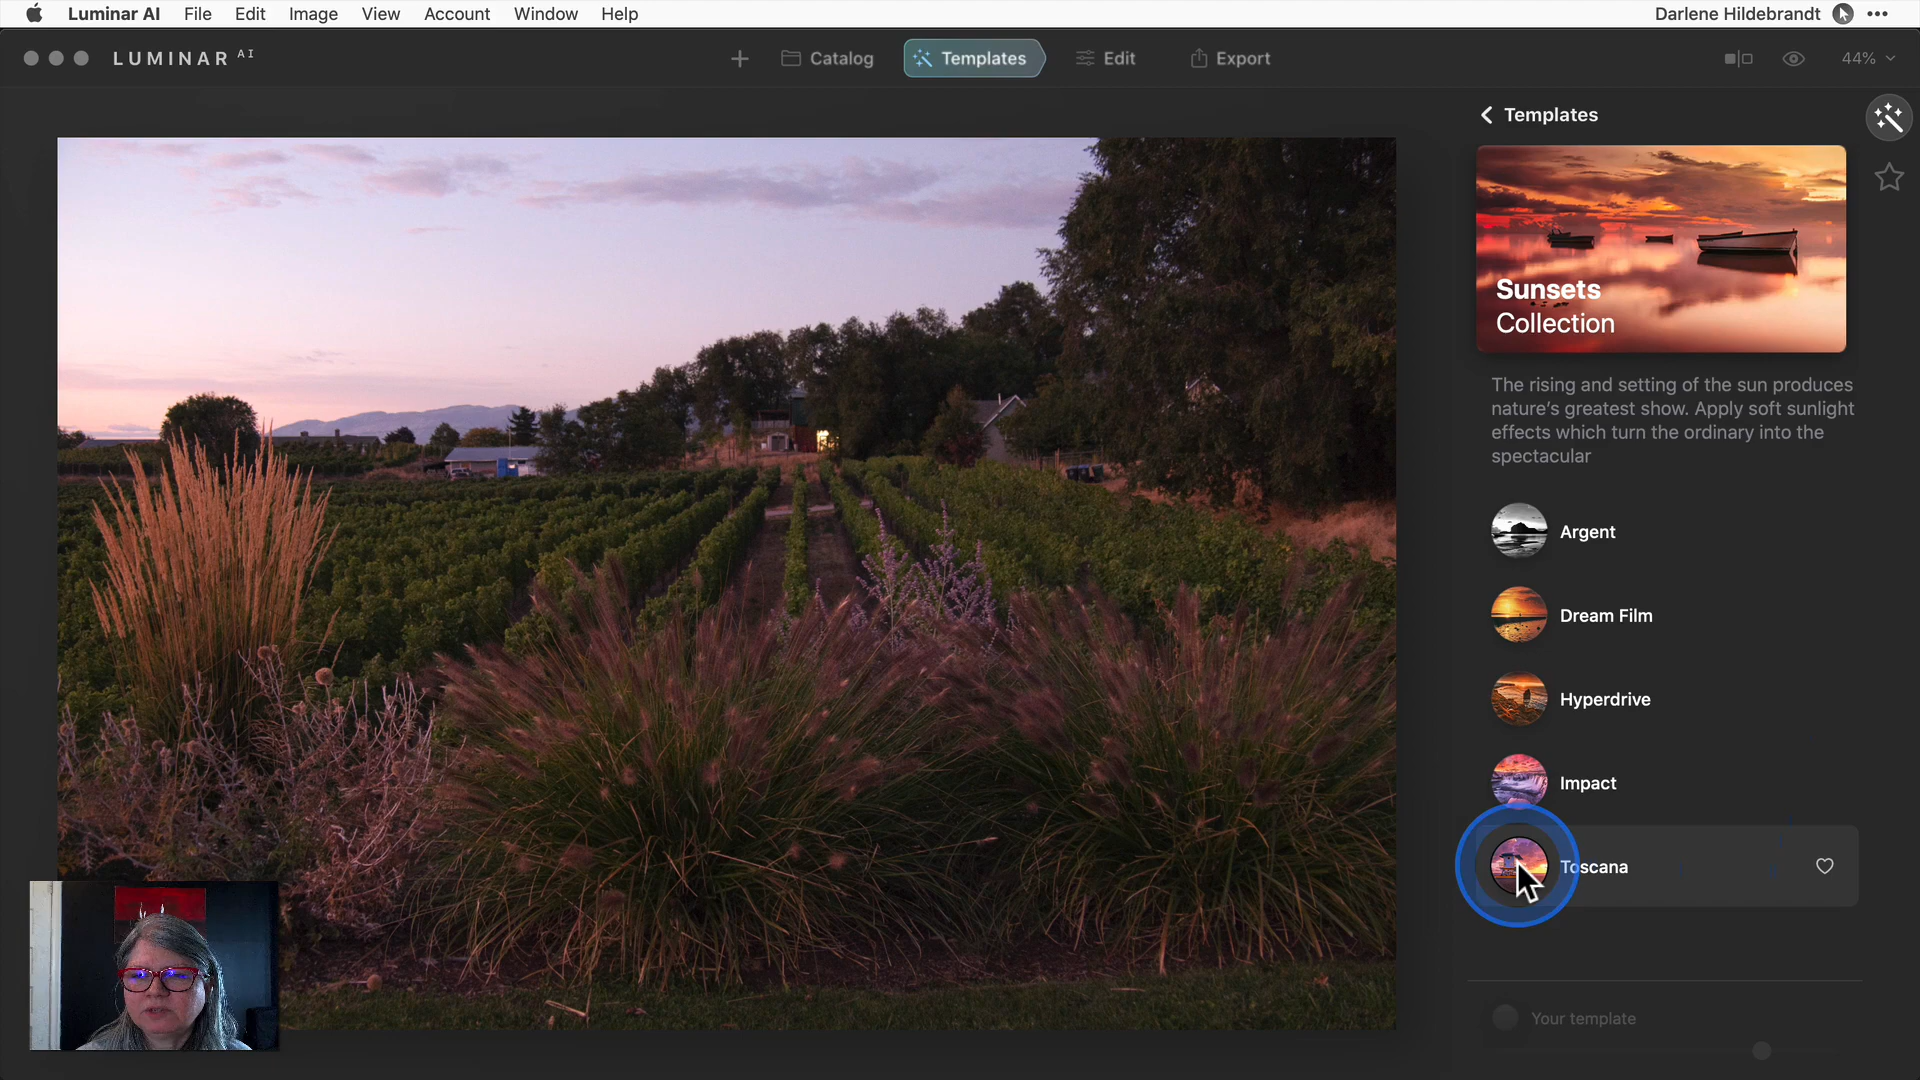 Luminar AI File Edit Image View Account Window Help Darlene Hildebrandt •••
LUMINAR AI + Catalog Templates Edit Export 44%
Templates
Sunsets
Collection
The rising and setting of the sun produces
nature's greatest show. Apply soft sunlight
effects which turn the ordinary into the
spectacular
Argent
Dream Film
Hyperdrive
Impact
Toscana
Your template